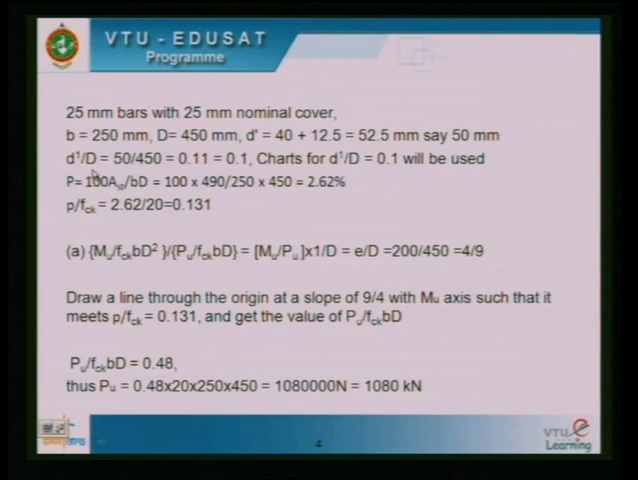 VTU - EDUSAT
Programme
25 mm bars with 25 mm nominal cover,
b = 250 mm, D= 450 mm, d' = 40 + 12.5 = 52.5 mm say 50 mm
d¹/D = 50/450 = 0.11 = 0.1, Charts for d¹/D = 0.1 will be used
P= 100Aₛₜ/bD = 100 x 490/250 x 450 = 2.62%
p/fck = 2.62/20=0.131
(a) {Mu/fckbD² }/{Pu/fckbD} = [Mu/Pu ]x1/D = e/D =200/450 =4/9
Draw a line through the origin at a slope of 9/4 with Mu axis such that it
meets p/fck = 0.131, and get the value of Pu/fckbD
Pu/fckbD = 0.48,
thus Pu = 0.48x20x250x450 = 1080000N = 1080 kN
4
VTU e
Learning